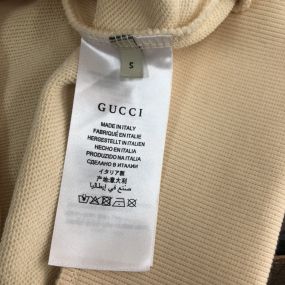 S
GUCCI
MADE IN ITALY
FABRIQUÉ EN ITALIE
HERGESTELLT IN ITALIEN
HECHO EN ITALIA
PRODUZIDO NA ITALIA
СДЕЛАНО В ИТАЛИИ
イタリア製
产地:意大利
صنع في إيطاليا